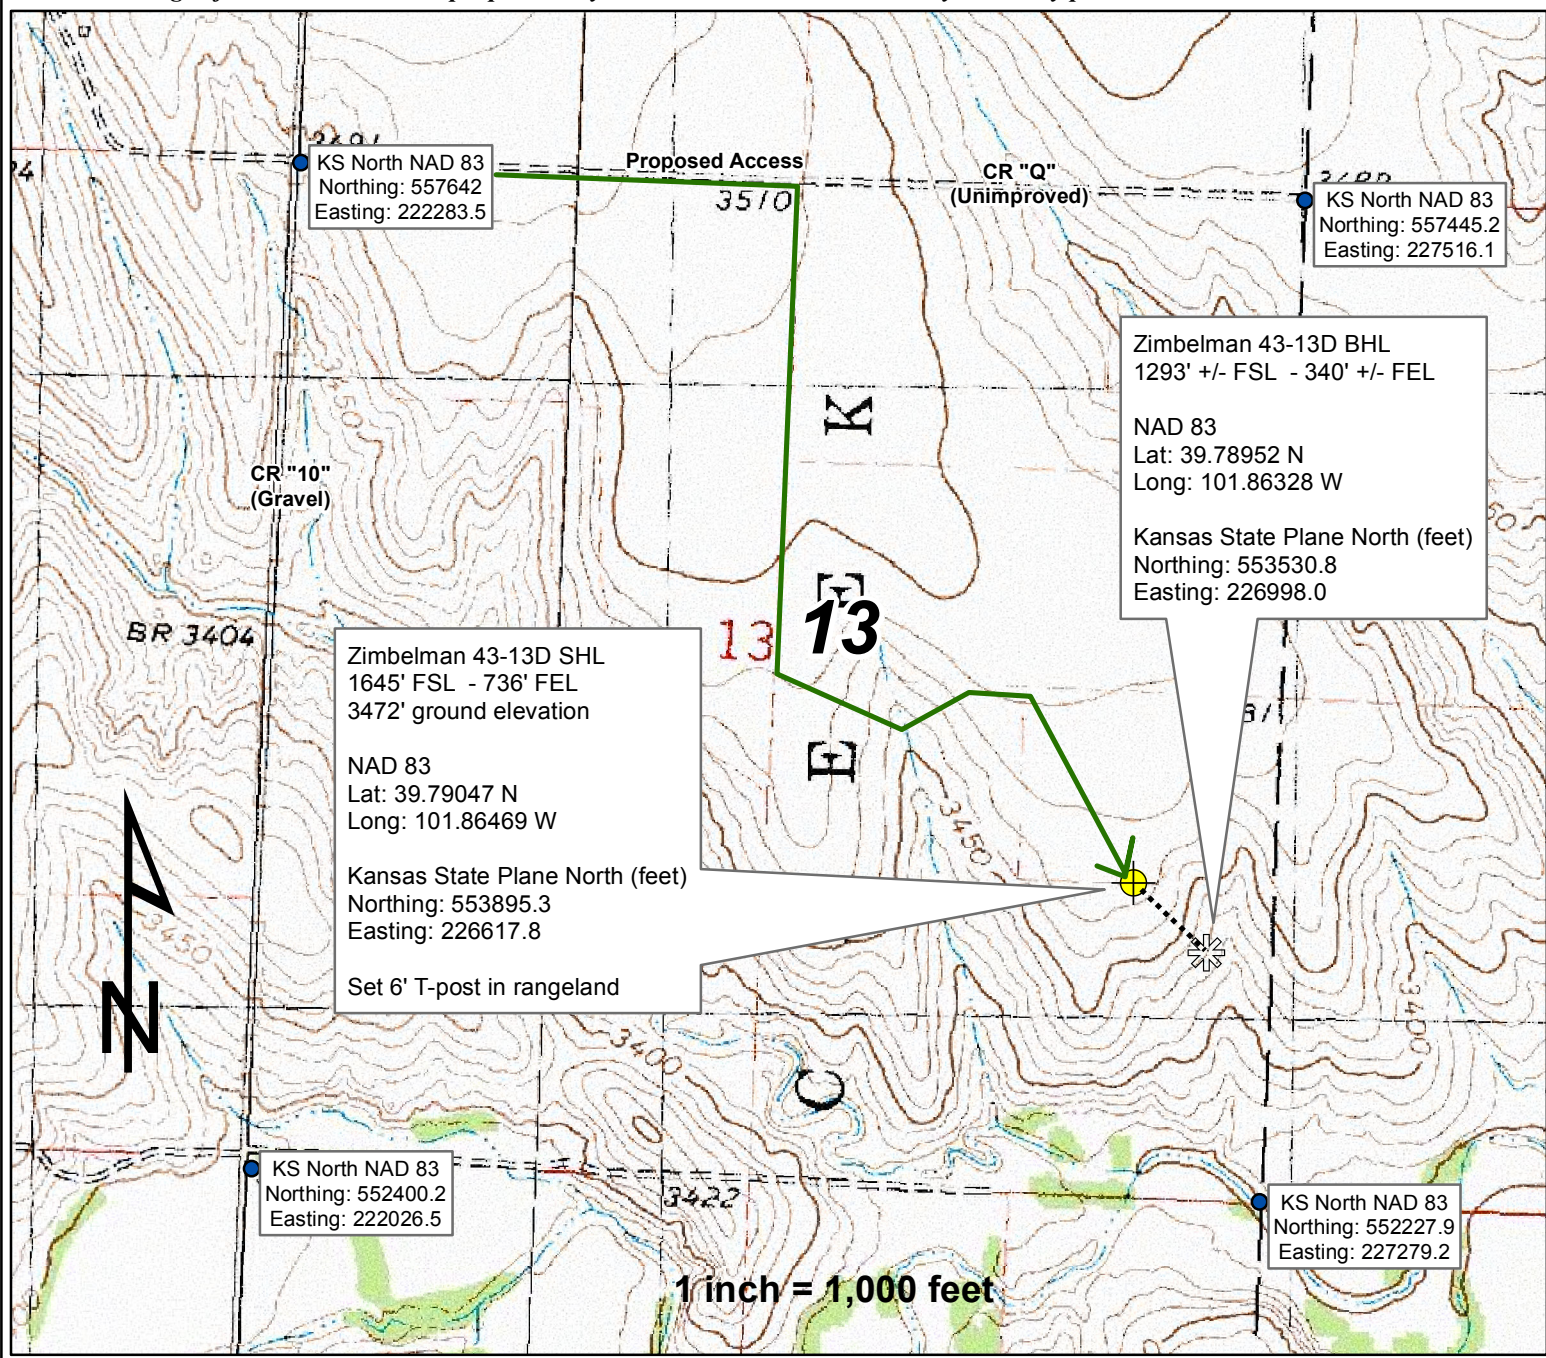 KS North NAD 83
Northing: 557642
Easting: 222283.5
Proposed Access
3510
CR "Q"
(Unimproved)
KS North NAD 83
Northing: 557445.2
Easting: 227516.1
Zimbelman 43-13D BHL
1293' +/- FSL - 340' +/- FEL
NAD 83
Lat: 39.78952 N
Long: 101.86328 W
Kansas State Plane North (feet)
Northing: 553530.8
Easting: 226998.0
K
CR "10"
(Gravel)
E
13
13
BR 3404
Zimbelman 43-13D SHL
1645' FSL - 736' FEL
3472' ground elevation
NAD 83
Lat: 39.79047 N
Long: 101.86469 W
Kansas State Plane North (feet)
Northing: 553895.3
Easting: 226617.8
Set 6' T-post in rangeland
E
3450
3450
N
3400
3400
C
KS North NAD 83
Northing: 552400.2
Easting: 222026.5
3422
KS North NAD 83
Northing: 552227.9
Easting: 227279.2
1 inch = 1,000 feet